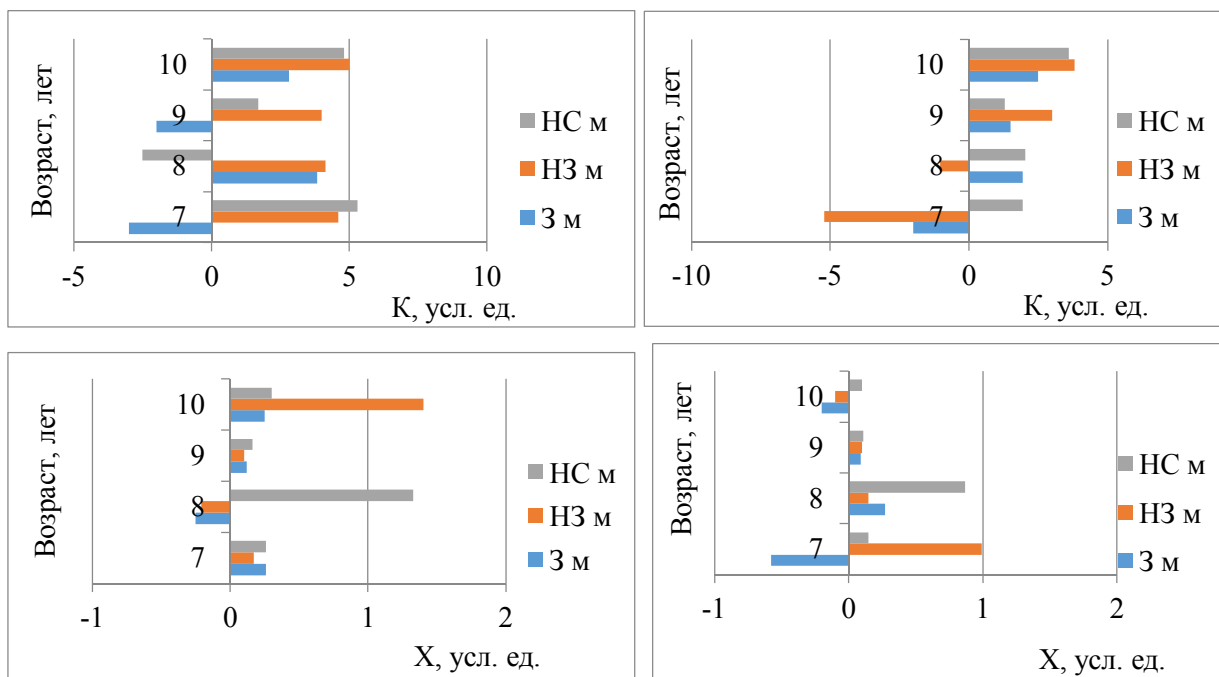 10
9
8
7
Возраст, лет
НС м
НЗ м
З м
-5
0
5
10
К, усл. ед.
10
9
8
7
Возраст, лет
НС м
НЗ м
З м
-10
-5
0
5
К, усл. ед.
10
9
8
7
Возраст, лет
НС м
НЗ м
З м
-1
0
1
2
Х, усл. ед.
10
9
8
7
Возраст, лет
НС м
НЗ м
З м
-1
0
1
2
Х, усл. ед.